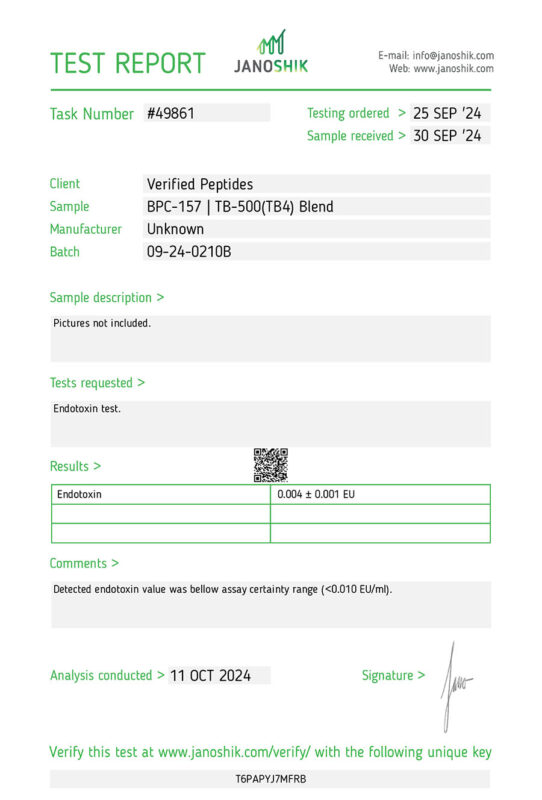 TEST REPORT
JANOSHIK
E-mail: info@janoshik.com
Web: www.janoshik.com
Task Number #49861
Testing ordered > 25 SEP '24
Sample received > 30 SEP '24
Client Verified Peptides
Sample BPC-157 | TB-500(TB4) Blend
Manufacturer Unknown
Batch 09-24-0210B
Sample description >
Pictures not included.
Tests requested >
Endotoxin test.
Results >
Endotoxin 0.004 ± 0.001 EU
Comments >
Detected endotoxin value was bellow assay certainty range (<0.010 EU/ml).
Analysis conducted > 11 OCT 2024
Signature > Jano
Verify this test at www.janoshik.com/verify/ with the following unique key
T6PAPYJ7MFRB